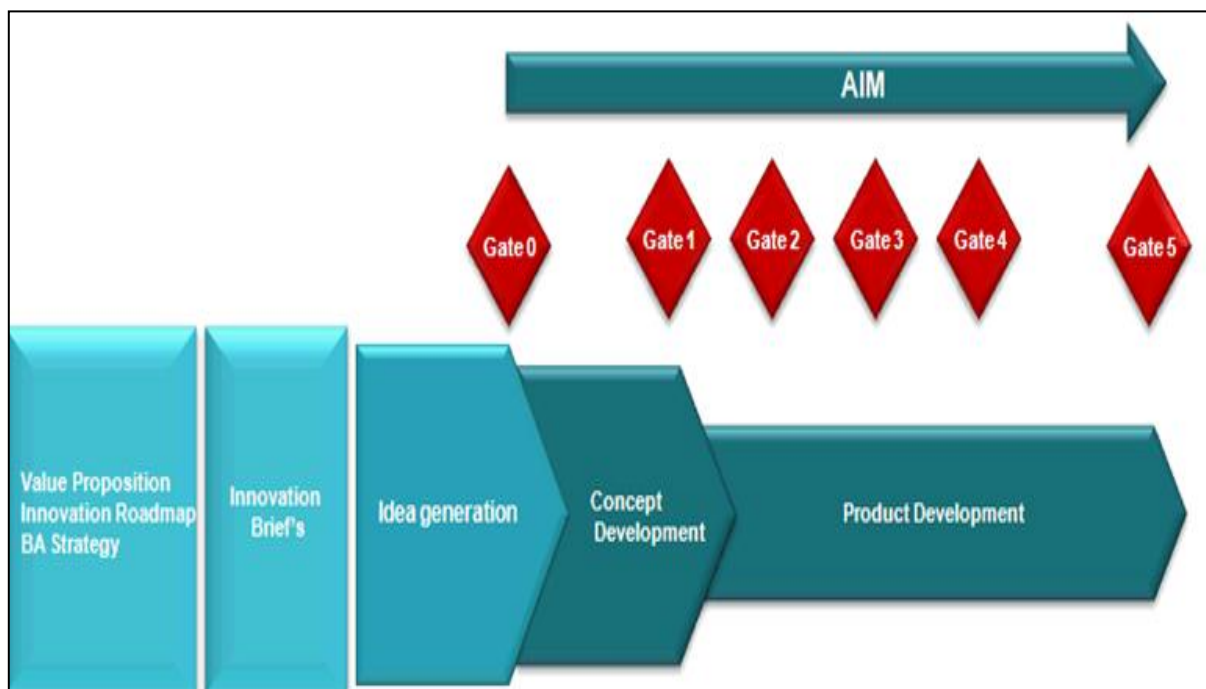 AIM
Gate 0
Gate 1
Gate 2
Gate 3
Gate 4
Gate 5
Value Proposition
Innovation Roadmap
BA Strategy
Innovation
Brief's
Idea generation
Concept
Development
Product Development